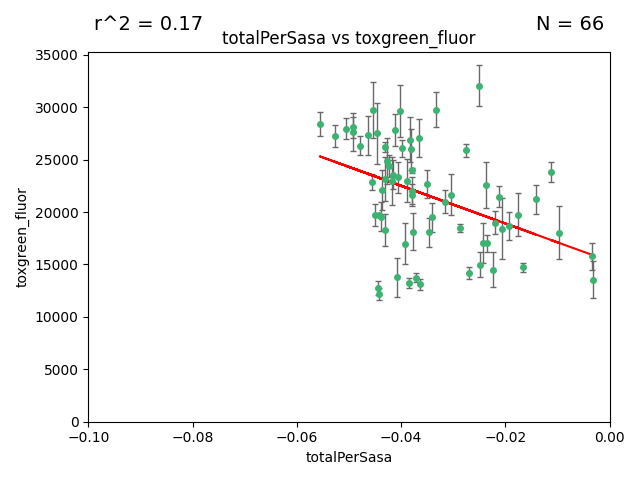 r^2 = 0.17
N = 66
totalPerSasa vs toxgreen_fluor
35000
30000
25000
20000
15000
10000
5000
0
toxgreen_fluor
−0.10
−0.08
−0.06
−0.04
−0.02
0.00
totalPerSasa